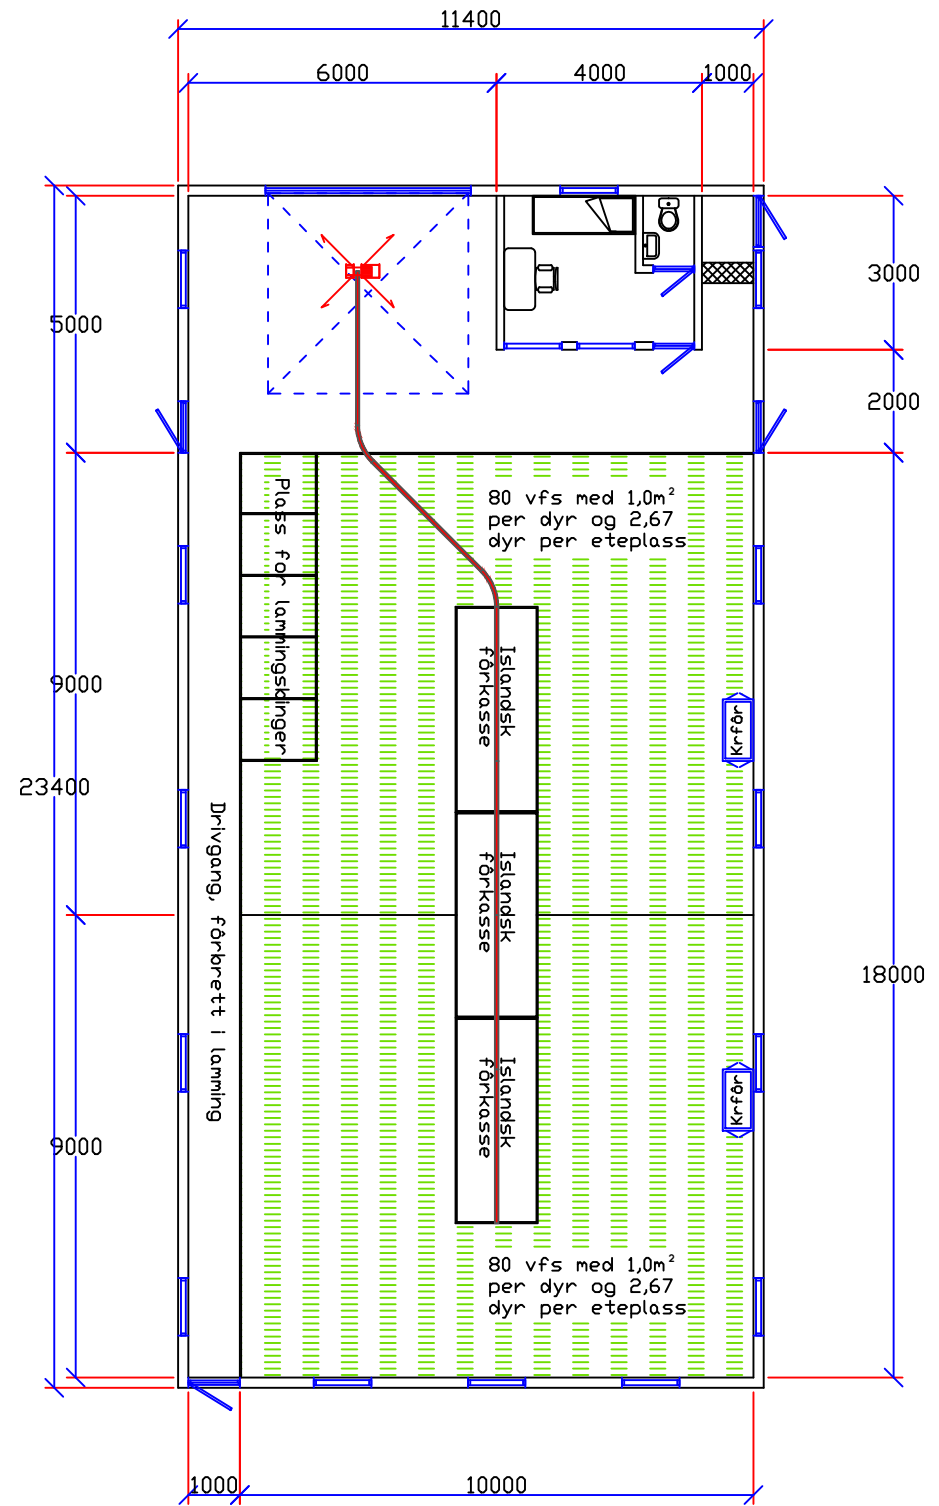 11400
6000
4000
1000
3000
5000
2000
Plass for lammingsbinger
80 vfs med 1,0m²
per dyr og 2,67
dyr per eteplass
Islandsk
fôrkasse
9000
Krfôr
23400
Drivgang, fôrbrett i lamming
Islandsk
fôrkasse
18000
Islandsk
fôrkasse
Krfôr
9000
80 vfs med 1,0m²
per dyr og 2,67
dyr per eteplass
1000
10000